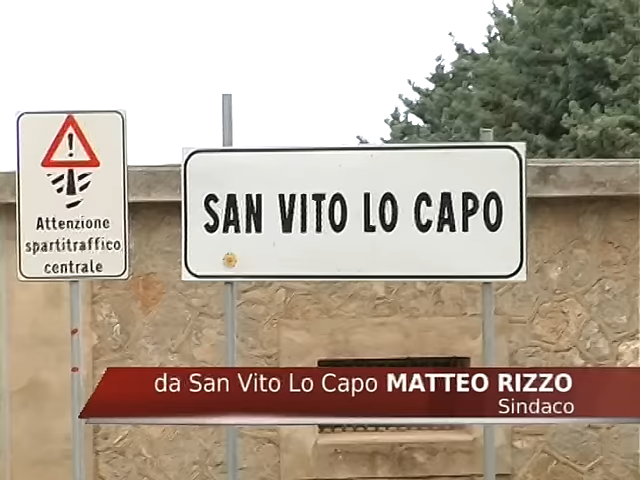 !
Attenzione
spartitraffico
centrale
SAN VITO LO CAPO
da San Vito Lo Capo MATTEO RIZZO
Sindaco